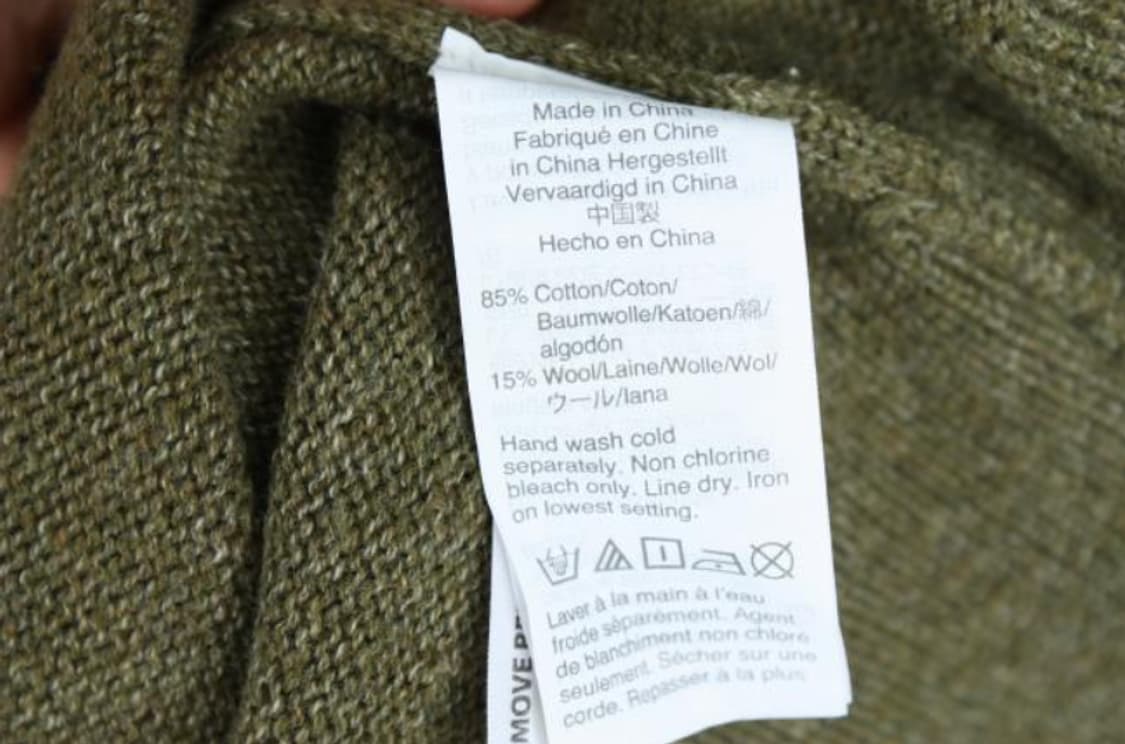 Made in China
Fabriqué en Chine
in China Hergestellt
Vervaardigd in China
中国製
Hecho en China
85% Cotton/Coton/
Baumwolle/Katoen/綿/
algodón
15% Wool/Laine/Wolle/Wol/
ウール/lana
Hand wash cold
separately. Non chlorine
bleach only. Line dry. Iron
on lowest setting.
Laver à la main à l'eau
froide séparément. Agent
de blanchiment non chlore
seulement. Sécher sur une
corde. Repasser à la plus
MOVE